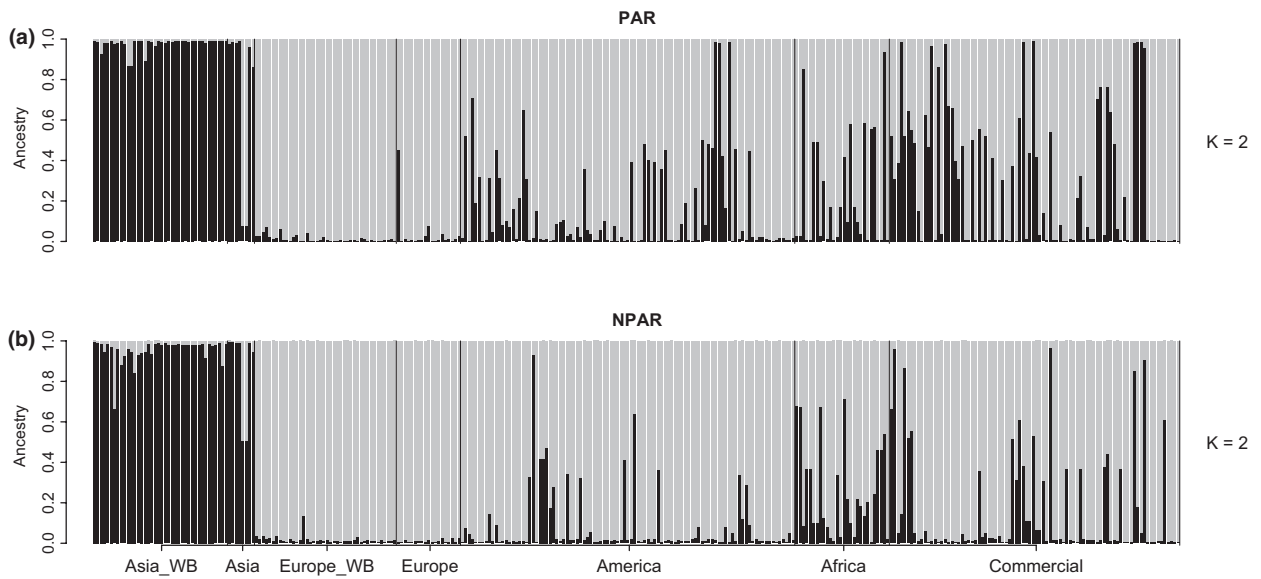 PAR
(a)
1.0
0.8
0.6
0.4
0.2
0.0
Ancestry
K = 2
NPAR
(b)
1.0
0.8
0.6
0.4
0.2
0.0
Ancestry
K = 2
Asia_WB Asia Europe_WB Europe America Africa Commercial